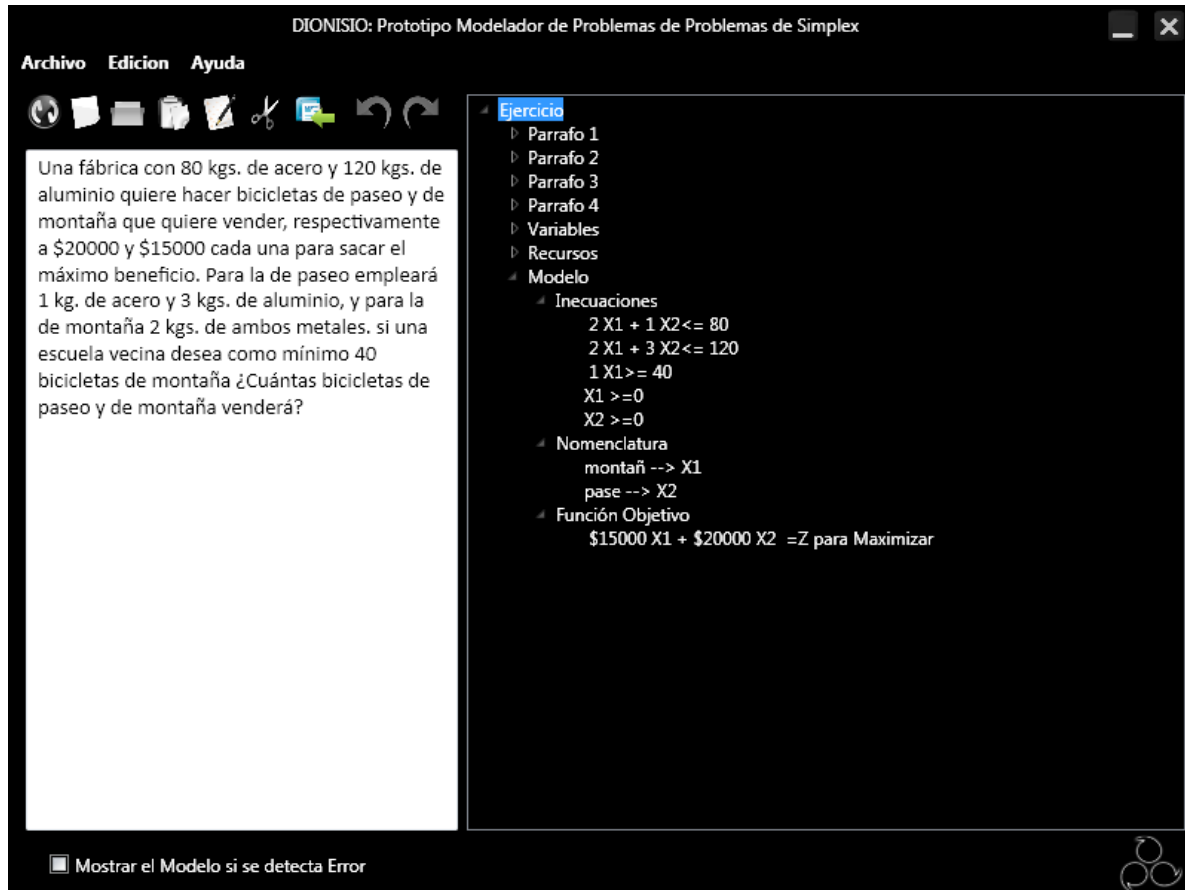 DIONISIO: Prototipo Modelador de Problemas de Problemas de Simplex
Archivo Edicion Ayuda
Una fábrica con 80 kgs. de acero y 120 kgs. de
aluminio quiere hacer bicicletas de paseo y de
montaña que quiere vender, respectivamente
a $20000 y $15000 cada una para sacar el
máximo beneficio. Para la de paseo empleará
1 kg. de acero y 3 kgs. de aluminio, y para la
de montaña 2 kgs. de ambos metales. si una
escuela vecina desea como mínimo 40
bicicletas de montaña ¿Cuántas bicicletas de
paseo y de montaña venderá?
Ejercicio
Parrafo 1
Parrafo 2
Parrafo 3
Parrafo 4
Variables
Recursos
Modelo
Inecuaciones
2 X1 + 1 X2<= 80
2 X1 + 3 X2<= 120
1 X1>= 40
X1 >=0
X2 >=0
Nomenclatura
montañ --> X1
pase --> X2
Función Objetivo
$15000 X1 + $20000 X2 =Z para Maximizar
Mostrar el Modelo si se detecta Error